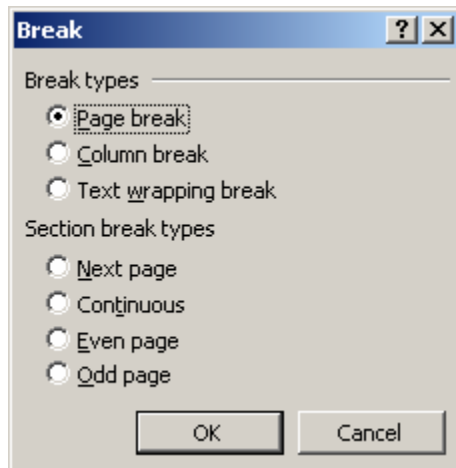 Break
Break types
Page break
Column break
Text wrapping break
Section break types
Next page
Continuous
Even page
Odd page
OK Cancel